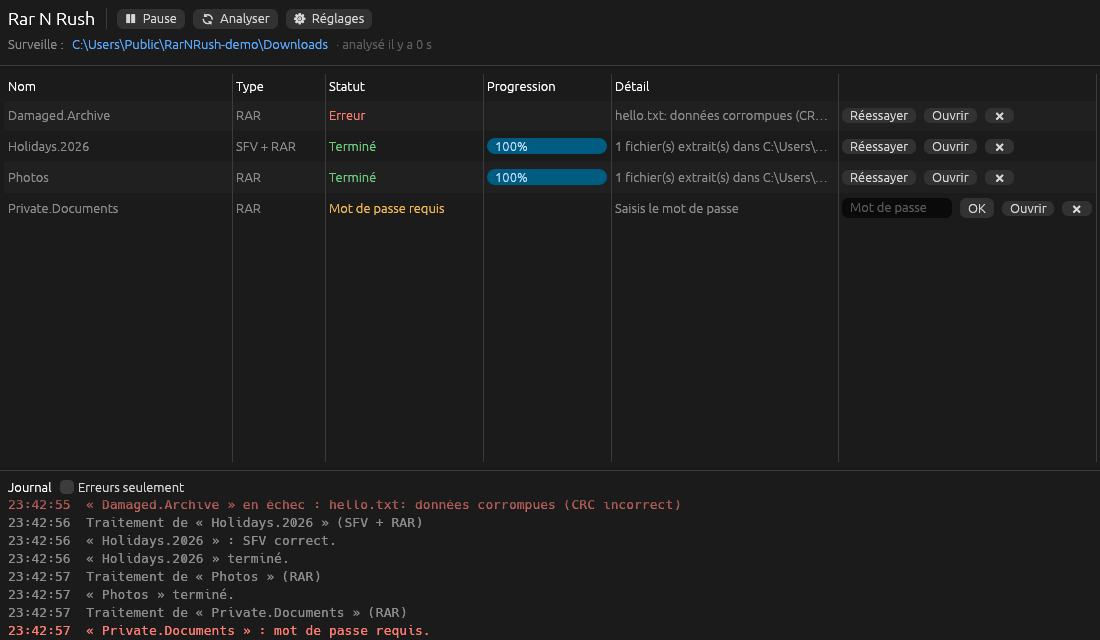 Rar N Rush Pause Analyser Réglages
Surveille : C:\Users\Public\RarNRush-demo\Downloads · analysé il y a 0 s
Nom Type Statut Progression Détail
Damaged.Archive RAR Erreur hello.txt: données corrompues (CR… Réessayer Ouvrir ×
Holidays.2026 SFV + RAR Terminé 100% 1 fichier(s) extrait(s) dans C:\Users\… Réessayer Ouvrir ×
Photos RAR Terminé 100% 1 fichier(s) extrait(s) dans C:\Users\… Réessayer Ouvrir ×
Private.Documents RAR Mot de passe requis Saisis le mot de passe Mot de passe OK Ouvrir ×
Journal Erreurs seulement
23:42:55 « Damaged.Archive » en échec : hello.txt: données corrompues (CRC incorrect)
23:42:56 Traitement de « Holidays.2026 » (SFV + RAR)
23:42:56 « Holidays.2026 » : SFV correct.
23:42:56 « Holidays.2026 » terminé.
23:42:57 Traitement de « Photos » (RAR)
23:42:57 « Photos » terminé.
23:42:57 Traitement de « Private.Documents » (RAR)
23:42:57 « Private.Documents » : mot de passe requis.